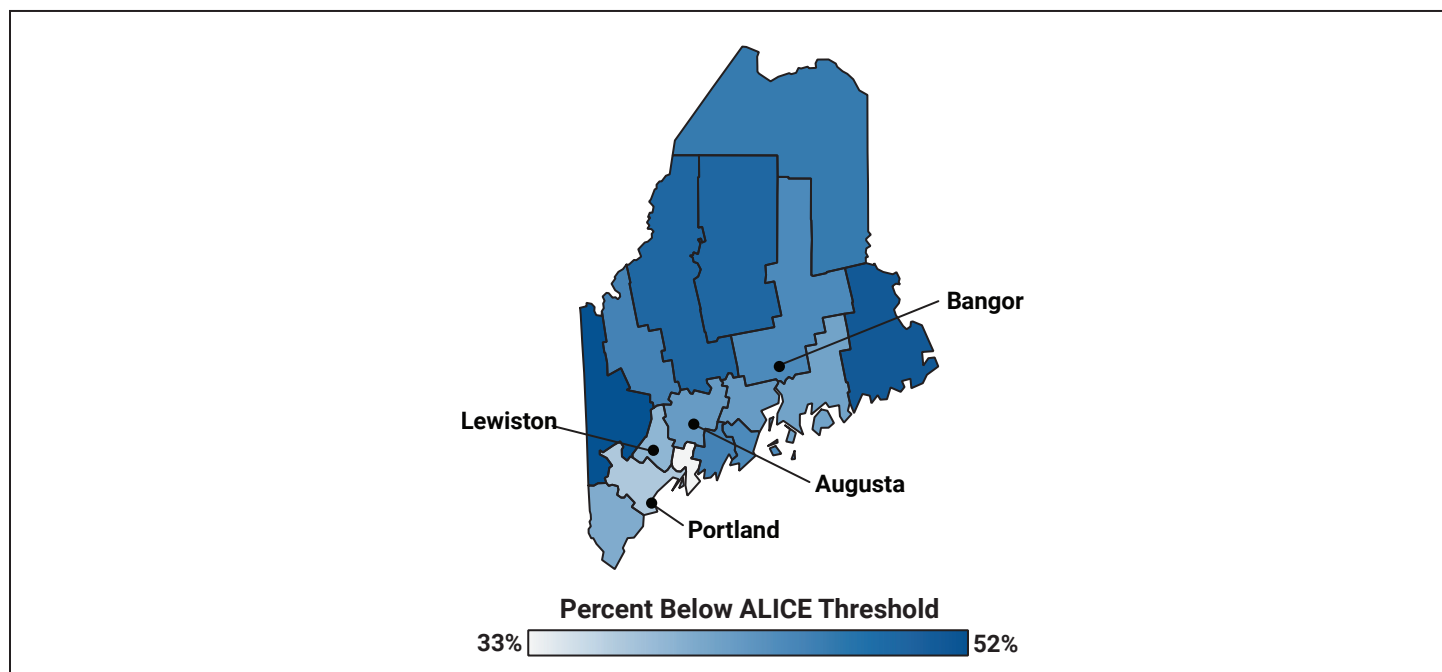 Bangor
Lewiston
Augusta
Portland
Percent Below ALICE Threshold
33% 52%